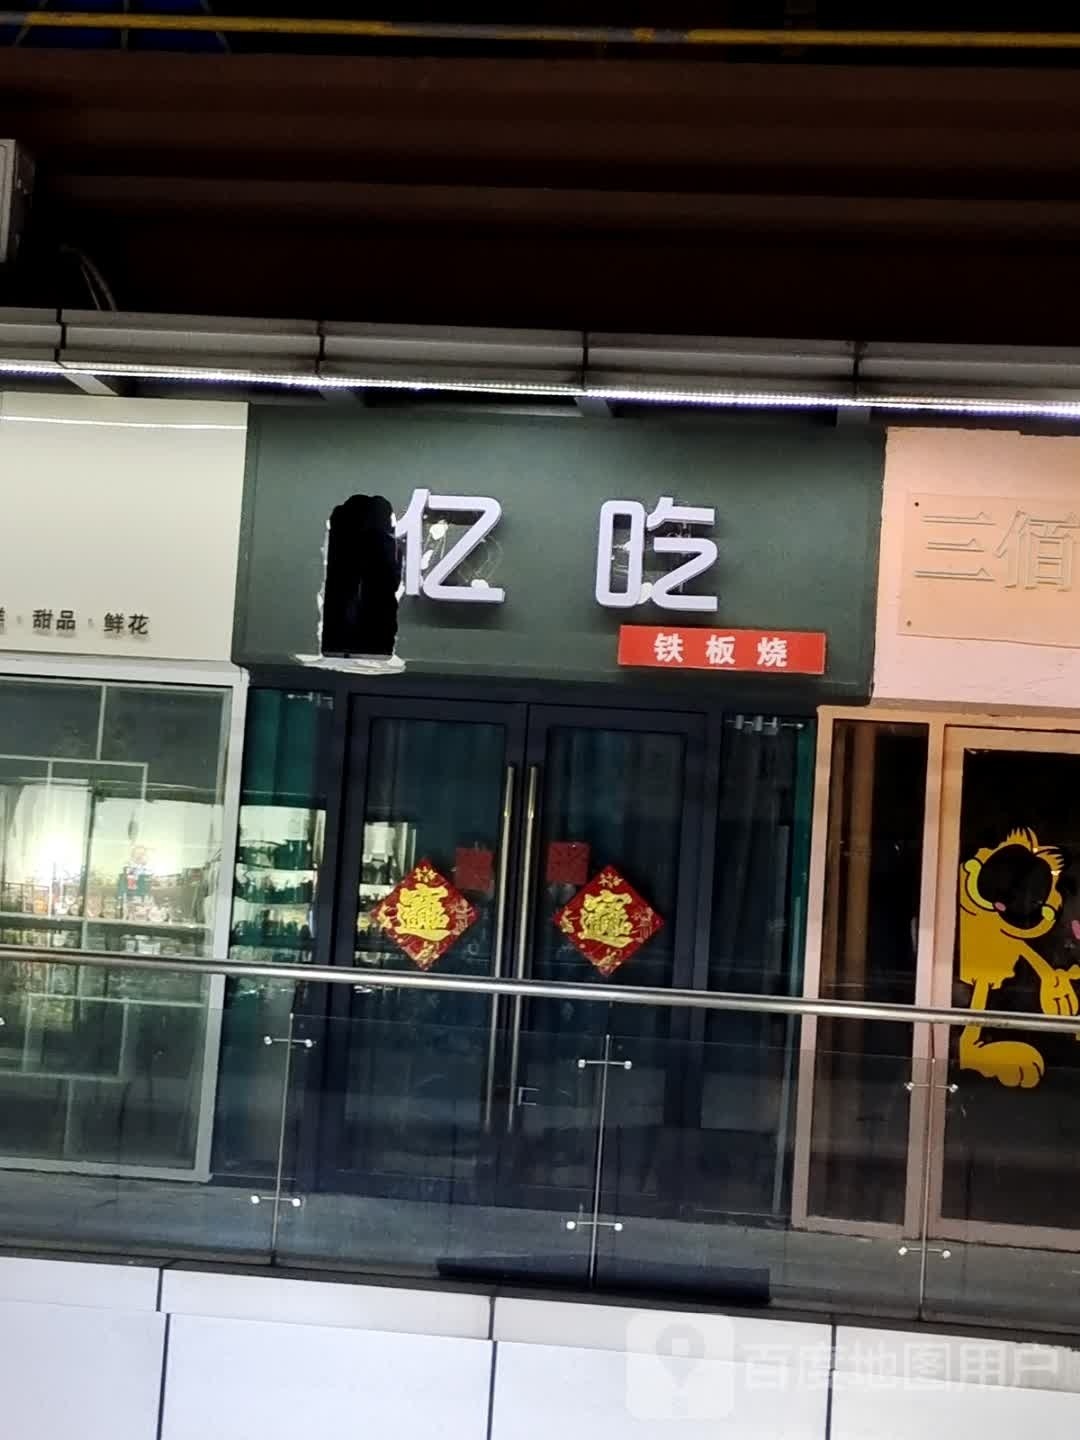 亿吃
铁板烧
甜品·鲜花
三佰
百度地图用户